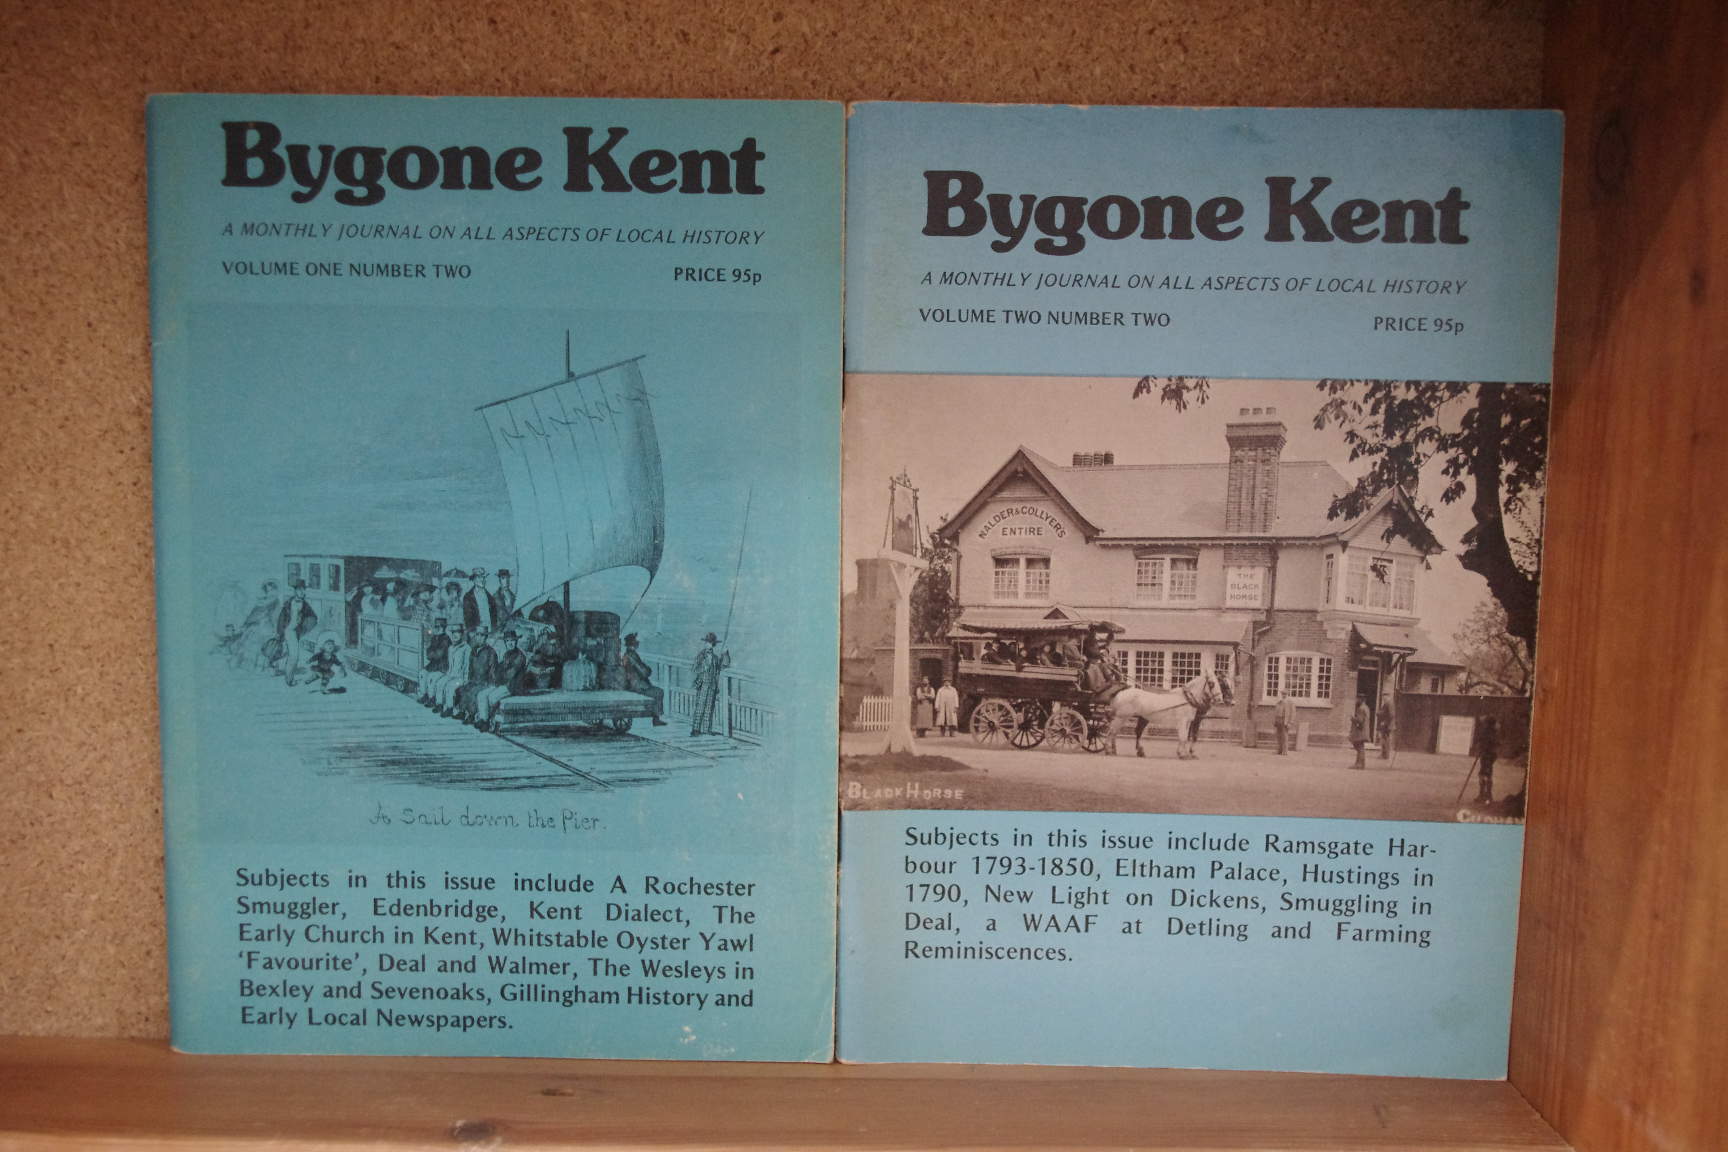 Bygone Kent
A MONTHLY JOURNAL ON ALL ASPECTS OF LOCAL HISTORY
VOLUME ONE NUMBER TWO PRICE 95p
A Sail down the Pier.
Subjects in this issue include A Rochester
Smuggler, Edenbridge, Kent Dialect, The
Early Church in Kent, Whitstable Oyster Yawl
‘Favourite’, Deal and Walmer, The Wesleys in
Bexley and Sevenoaks, Gillingham History and
Early Local Newspapers.
Bygone Kent
A MONTHLY JOURNAL ON ALL ASPECTS OF LOCAL HISTORY
VOLUME TWO NUMBER TWO PRICE 95p
NALDER & COLLYER'S
ENTIRE
THE
BLACK
HORSE
BLACK HORSE
Subjects in this issue include Ramsgate Har-
bour 1793-1850, Eltham Palace, Hustings in
1790, New Light on Dickens, Smuggling in
Deal, a WAAF at Detling and Farming
Reminiscences.